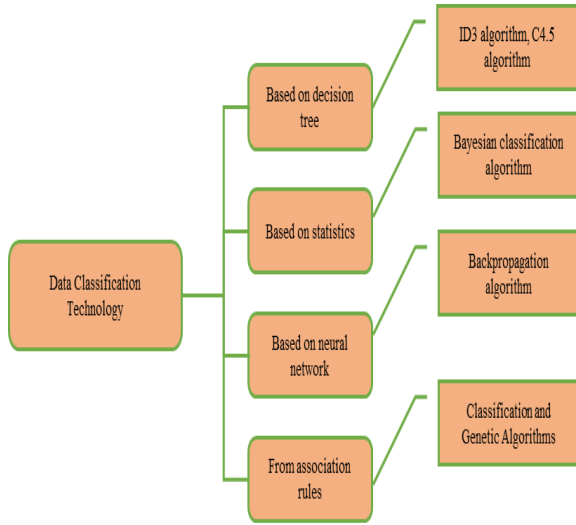 Data Classification
Technology
Based on decision
tree
ID3 algorithm, C4.5
algorithm
Based on statistics
Bayesian classification
algorithm
Based on neural
network
Backpropagation
algorithm
From association
rules
Classification and
Genetic Algorithms